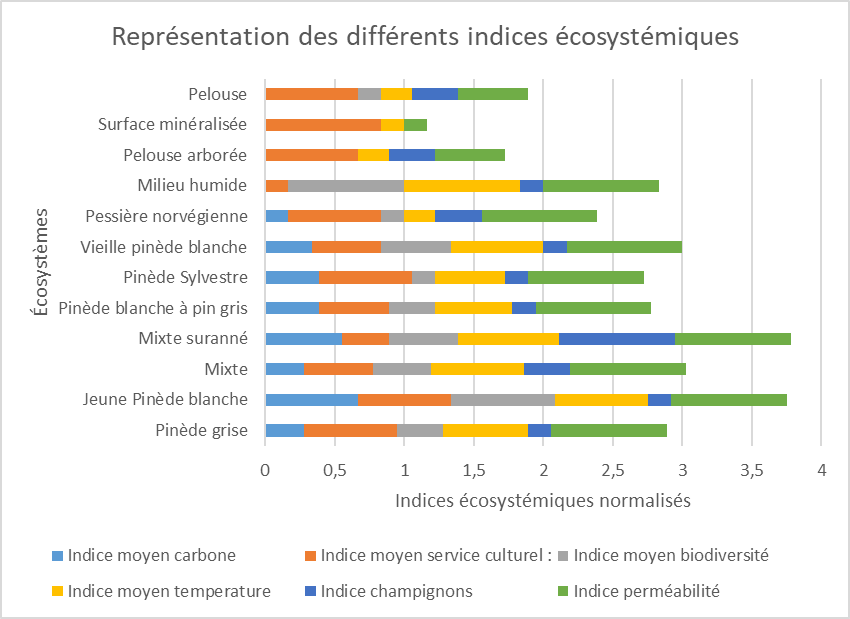 Représentation des différents indices écosystémiques
Écosystèmes
Pelouse
Surface minéralisée
Pelouse arborée
Milieu humide
Pessière norvégienne
Vieille pinède blanche
Pinède Sylvestre
Pinède blanche à pin gris
Mixte suranné
Mixte
Jeune Pinède blanche
Pinède grise
0 0,5 1 1,5 2 2,5 3 3,5 4
Indices écosystémiques normalisés
Indice moyen carbone Indice moyen service culturel : Indice moyen biodiversité
Indice moyen temperature Indice champignons Indice perméabilité